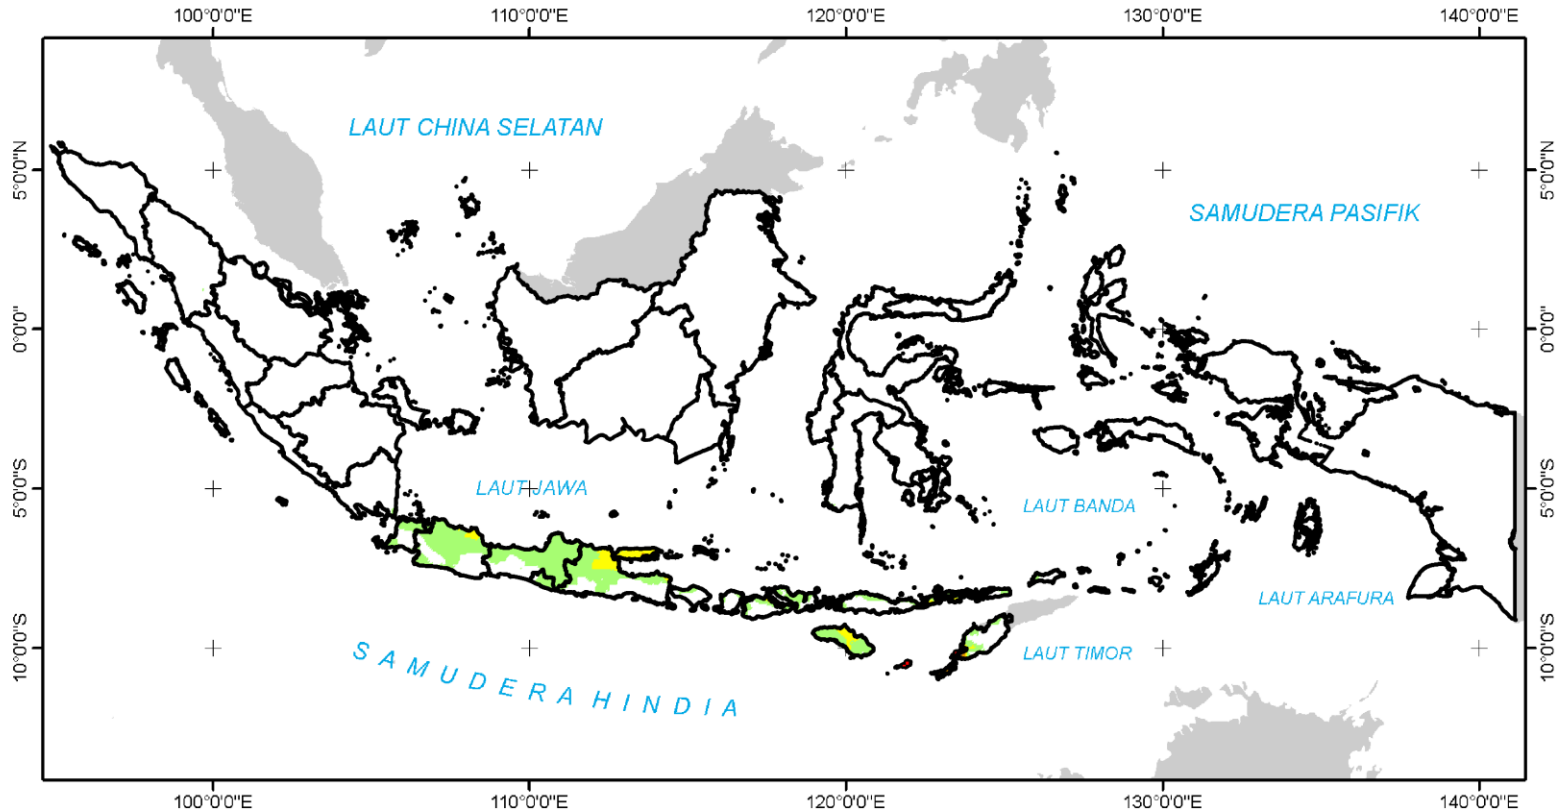 100°0'0"E 110°0'0"E 120°0'0"E 130°0'0"E 140°0'0"E
LAUT CHINA SELATAN
5°0'0"N 5°0'0"N
SAMUDERA PASIFIK
0°0'0" 0°0'0"
5°0'0"S 5°0'0"S
LAUT JAWA
LAUT BANDA
LAUT ARAFURA
10°0'0"S 10°0'0"S
LAUT TIMOR
SAMUDERA HINDIA
100°0'0"E 110°0'0"E 120°0'0"E 130°0'0"E 140°0'0"E